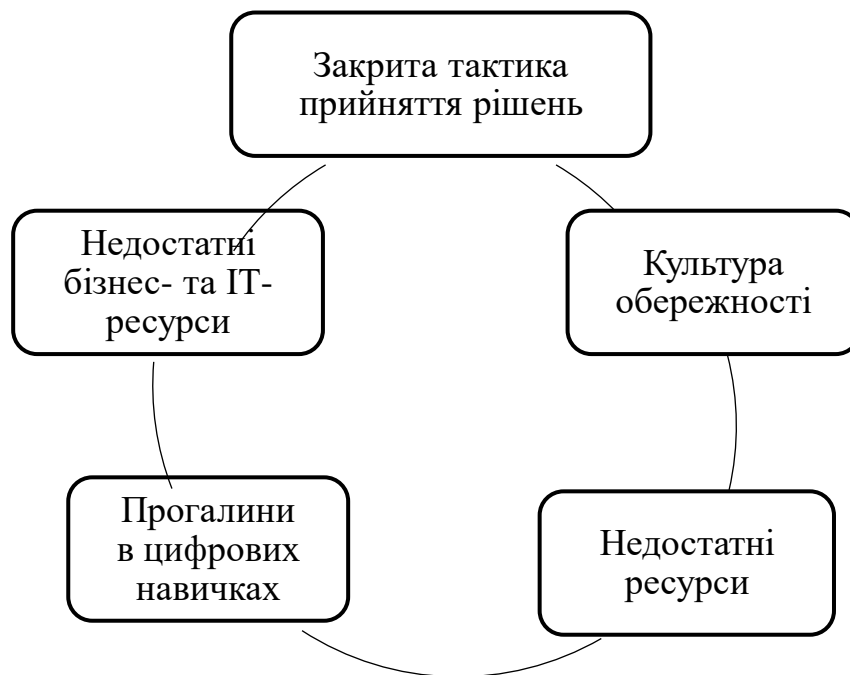 Закрита тактика
прийняття рішень
Недостатні
бізнес- та ІТ-
ресурси
Культура
обережності
Прогалини
в цифрових
навичках
Недостатні
ресурси